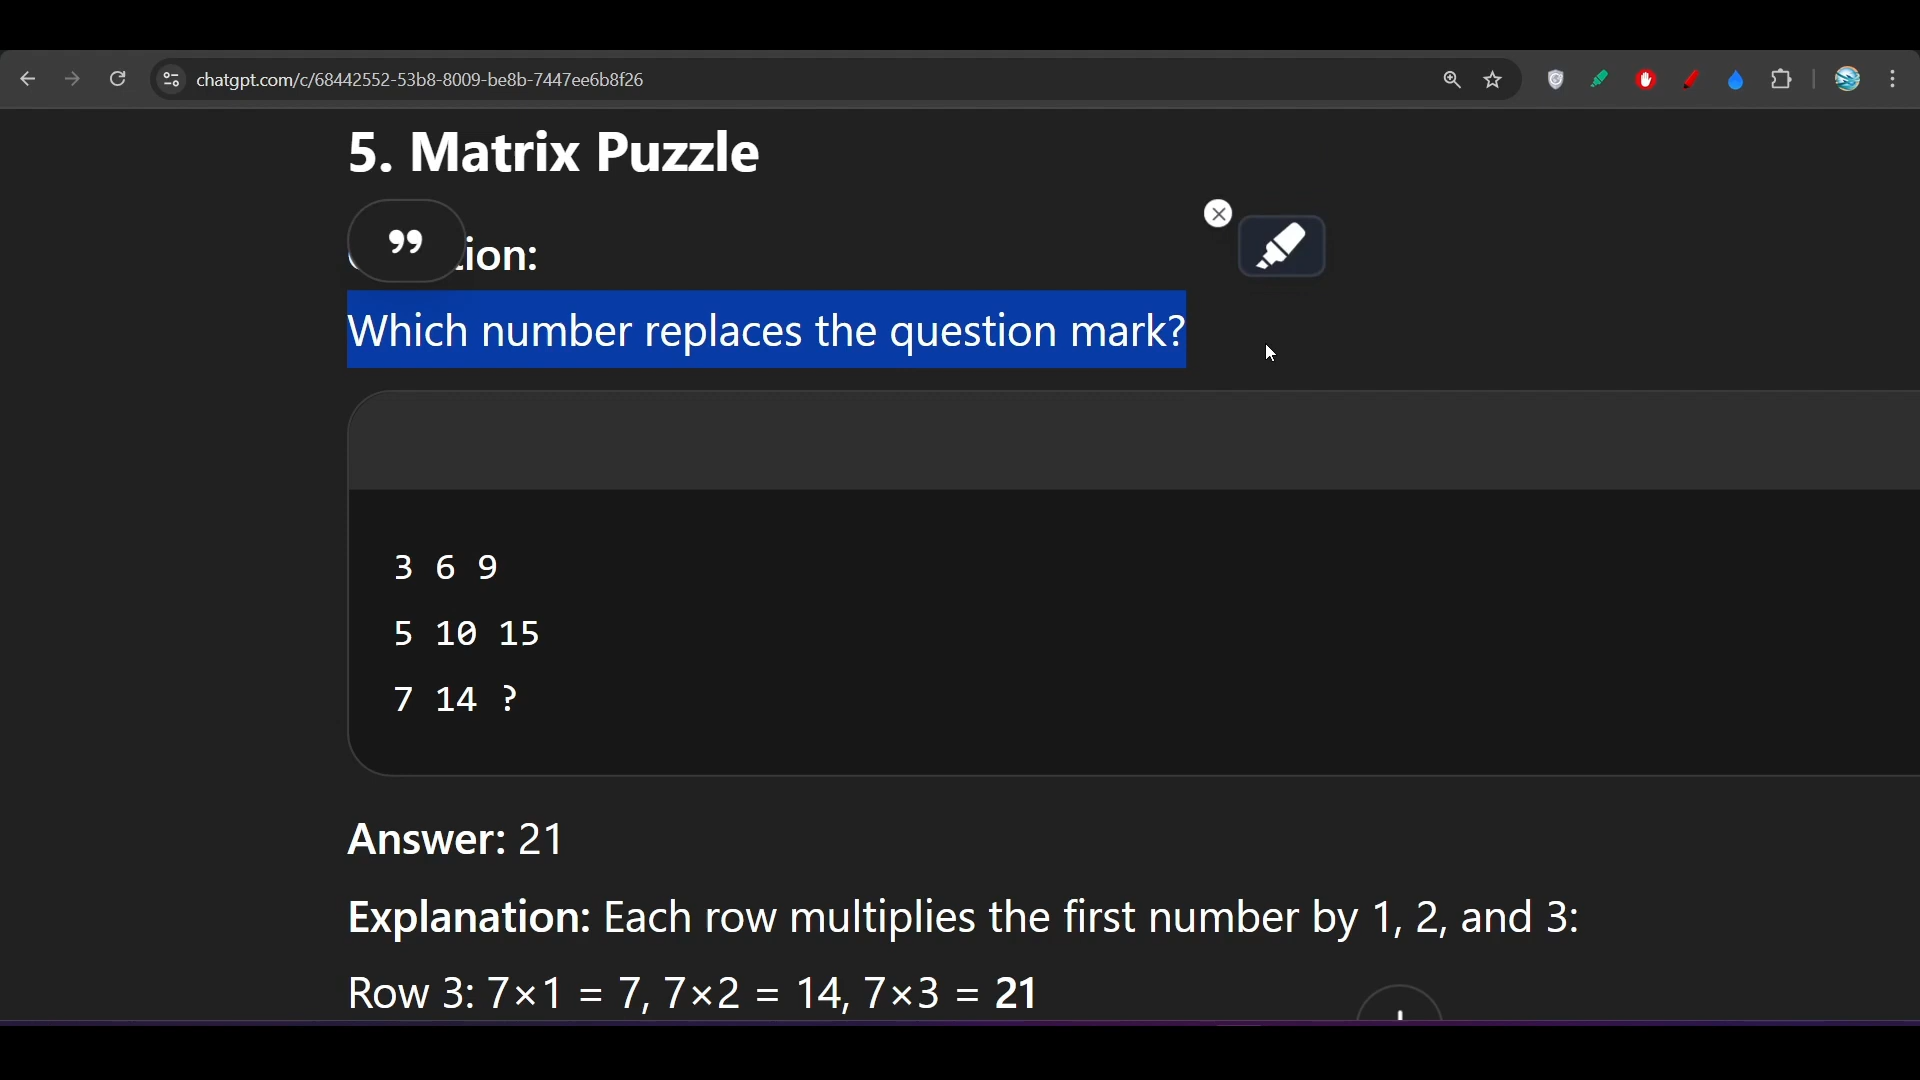 chatgpt.com/c/68442552-53b8-8009-be8b-7447ee6b8f26
5. Matrix Puzzle
tion:
Which number replaces the question mark?
3 6 9
5 10 15
7 14 ?
Answer: 21
Explanation: Each row multiplies the first number by 1, 2, and 3:
Row 3: 7×1 = 7, 7×2 = 14, 7×3 = 21